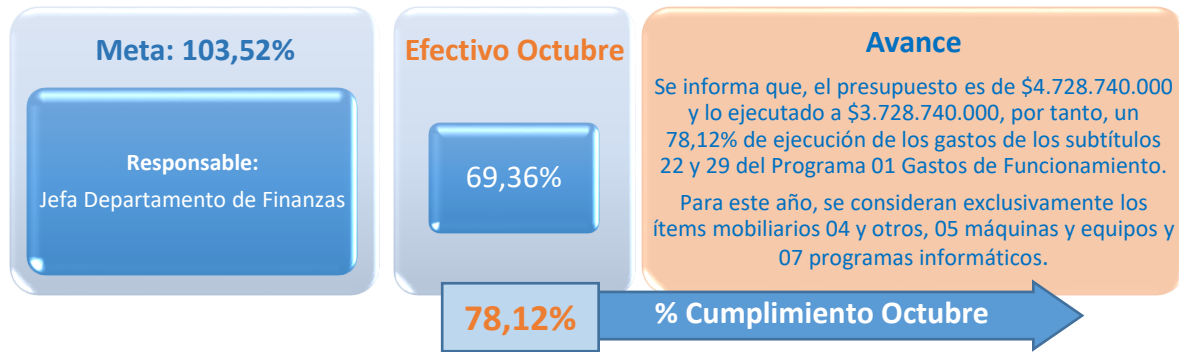 Meta: 103,52%
Responsable:
Jefa Departamento de Finanzas
Efectivo Octubre
69,36%
Avance
Se informa que, el presupuesto es de $4.728.740.000
y lo ejecutado a $3.728.740.000, por tanto, un
78,12% de ejecución de los gastos de los subtítulos
22 y 29 del Programa 01 Gastos de Funcionamiento.
Para este año, se consideran exclusivamente los
ítems mobiliarios 04 y otros, 05 máquinas y equipos y
07 programas informáticos.
78,12%
% Cumplimiento Octubre